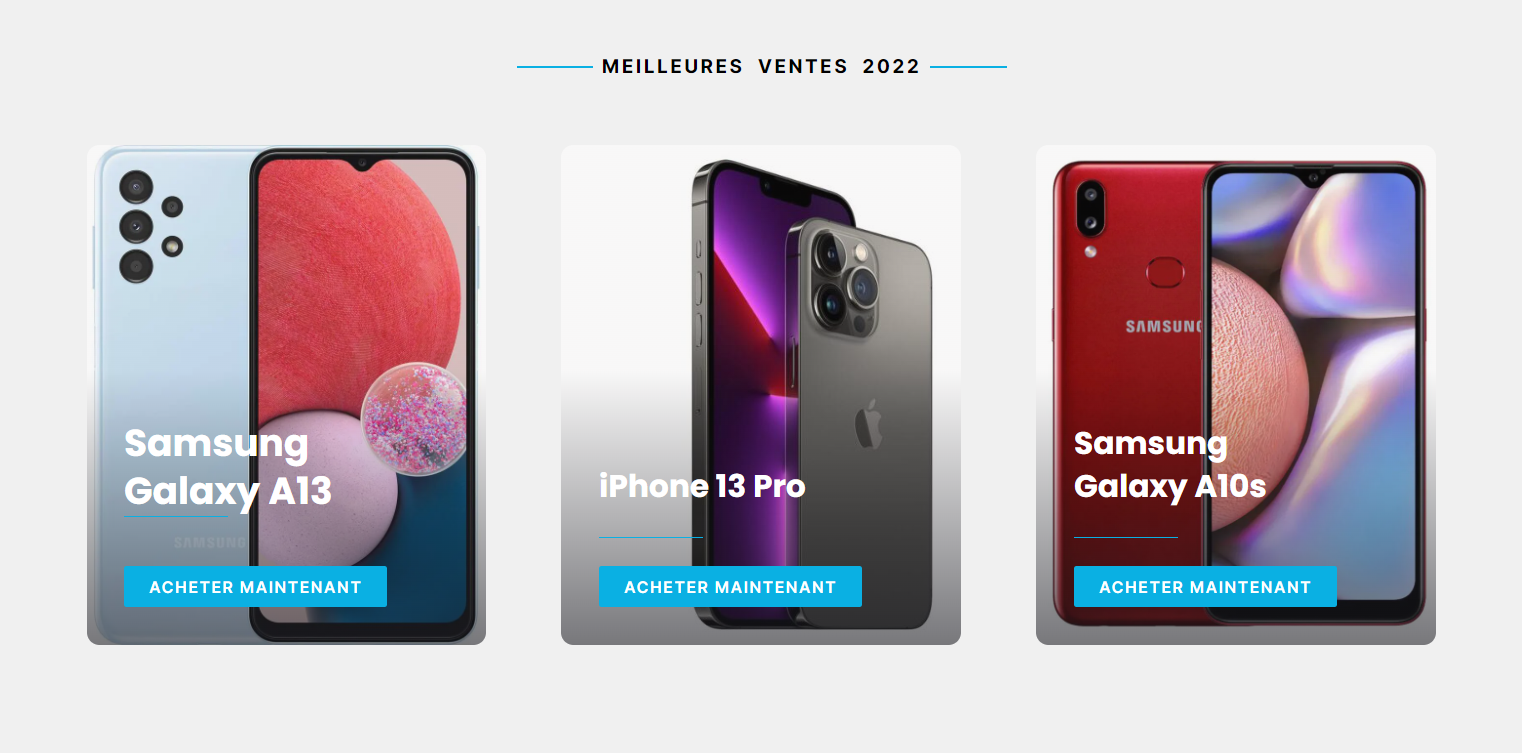 MEILLEURES VENTES 2022
Samsung
Galaxy A13
SAMSUNG
ACHETER MAINTENANT
iPhone 13 Pro
ACHETER MAINTENANT
SAMSUNG
Samsung
Galaxy A10s
ACHETER MAINTENANT